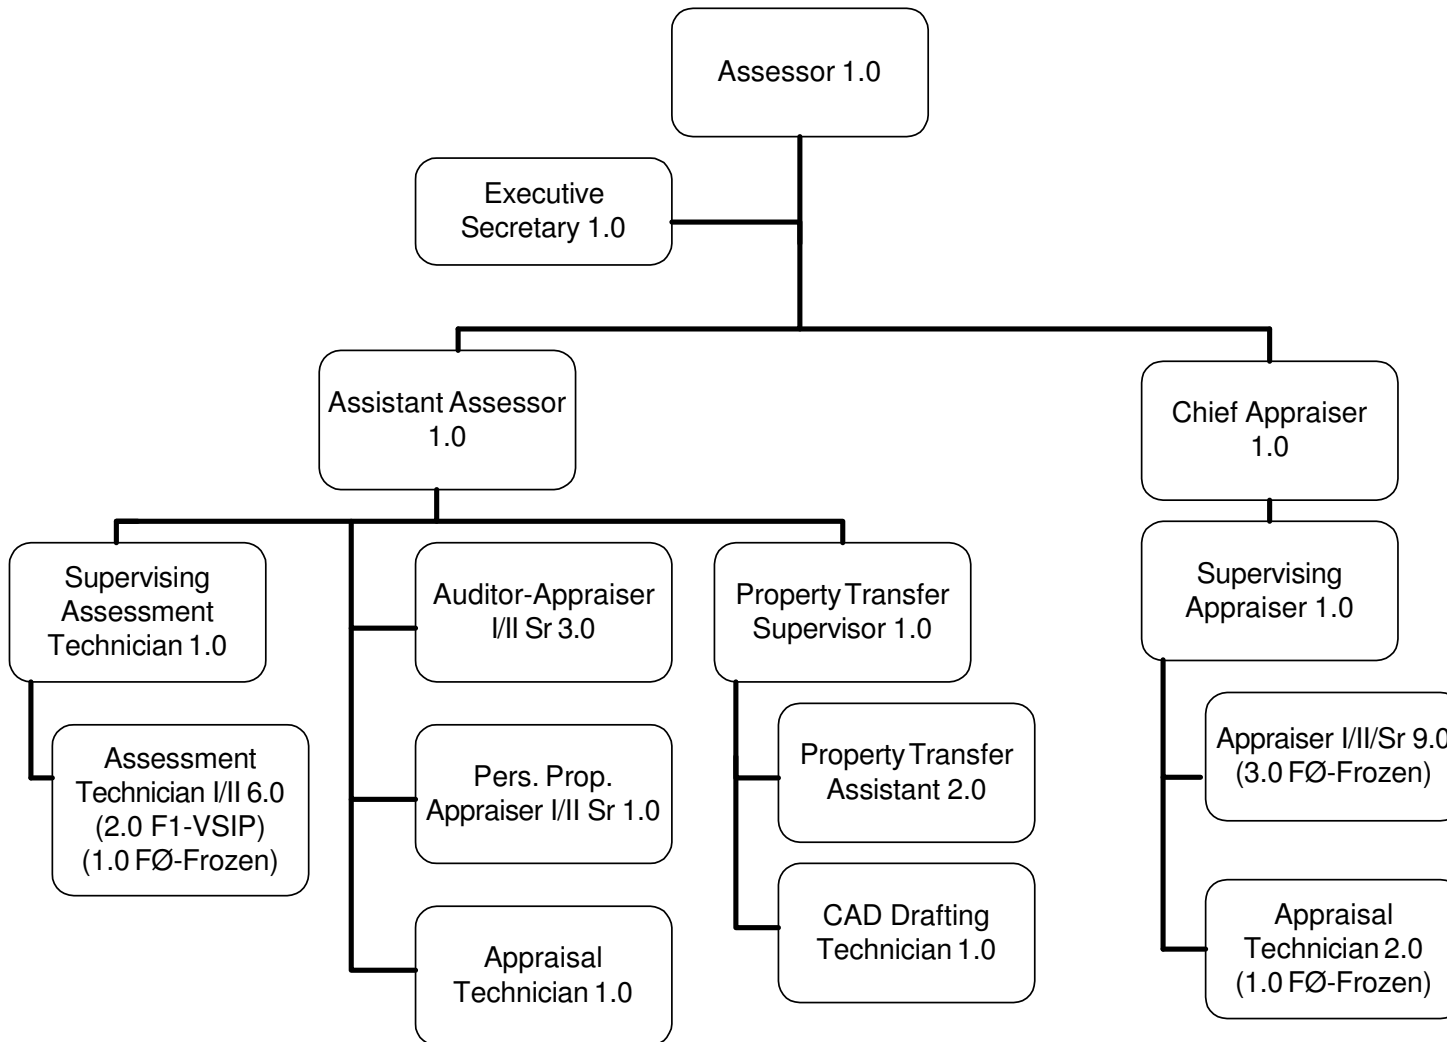 Assessor 1.0
Executive
Secretary 1.0
Assistant Assessor
1.0
Chief Appraiser
1.0
Supervising
Assessment
Technician 1.0
Auditor-Appraiser
I/II Sr 3.0
Property Transfer
Supervisor 1.0
Supervising
Appraiser 1.0
Assessment
Technician I/II 6.0
(2.0 F1-VSIP)
(1.0 FØ-Frozen)
Pers. Prop.
Appraiser I/II Sr 1.0
Property Transfer
Assistant 2.0
Appraiser I/II/Sr 9.0
(3.0 FØ-Frozen)
Appraisal
Technician 1.0
CAD Drafting
Technician 1.0
Appraisal
Technician 2.0
(1.0 FØ-Frozen)